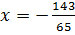 x = −143/65